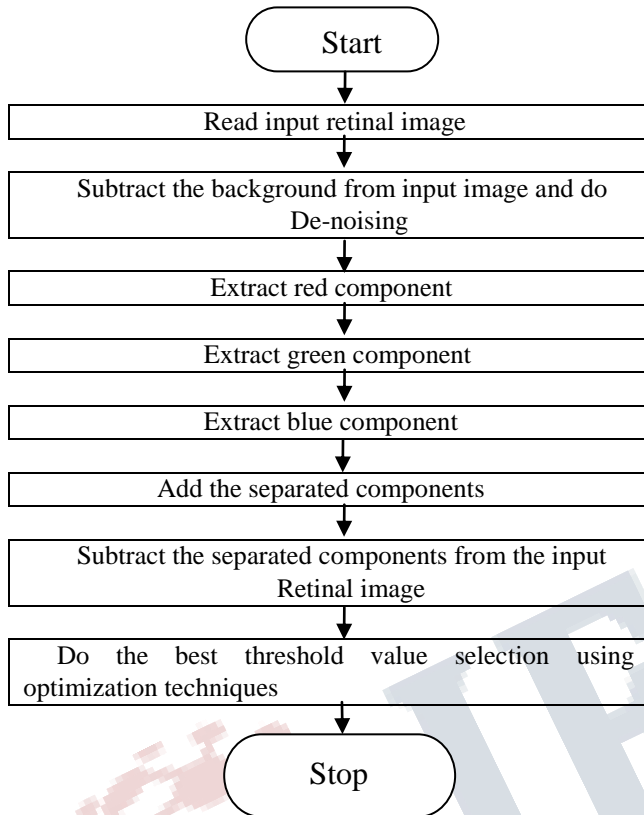 Start
Read input retinal image
Subtract the background from input image and do
De-noising
Extract red component
Extract green component
Extract blue component
Add the separated components
Subtract the separated components from the input
Retinal image
Do the best threshold value selection using
optimization techniques
Stop